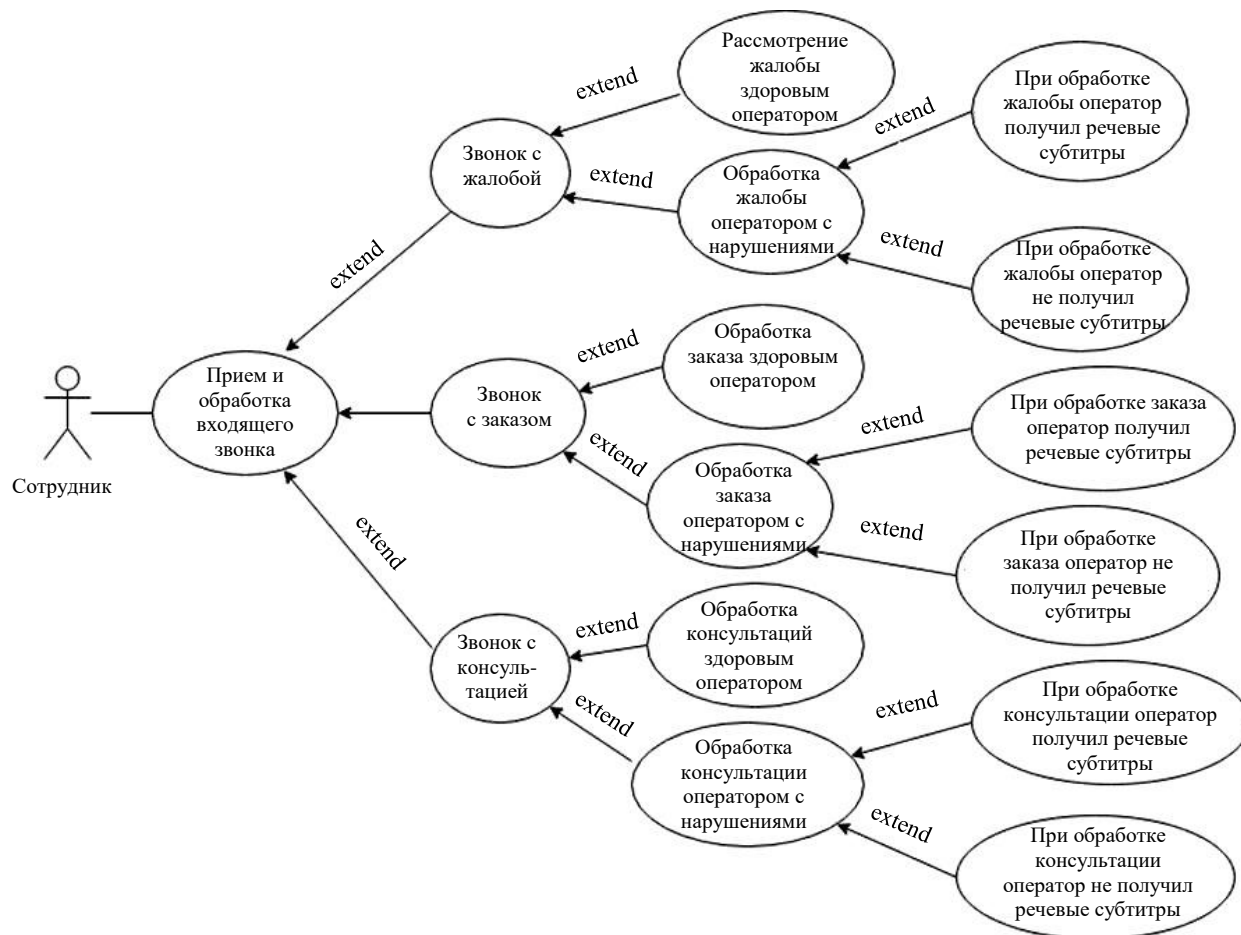 Рассмотрение
жалобы
здоровым
оператором
extend
При обработке
жалобы оператор
получил речевые
субтитры
extend
Звонок с
жалобой
extend
Обработка
жалобы
оператором с
нарушениями
extend
При обработке
жалобы оператор
не получил
речевые субтитры
extend
Обработка
заказа здоровым
оператором
extend
Прием и
обработка
входящего
звонка
Сотрудник
Звонок
с заказом
При обработке заказа
оператор получил
речевые субтитры
extend
extend
Обработка
заказа
оператором с
нарушениями
extend
При обработке
заказа оператор не
получил речевые
субтитры
extend
Звонок с
консуль-
тацией
extend
Обработка
консультаций
здоровым
оператором
extend
Обработка
консультации
оператором с
нарушениями
extend
При обработке
консультации оператор
получил речевые
субтитры
extend
При обработке
консультации
оператор не получил
речевые субтитры